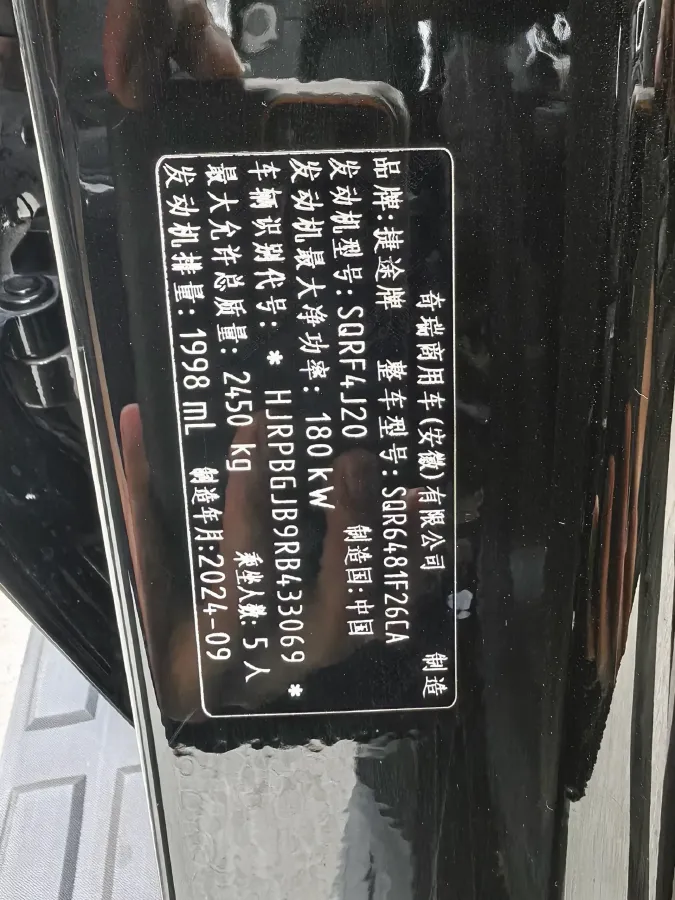 奇瑞商用车(安徽)有限公司 制造
品牌:捷途牌 整车型号:SQR6481F26CA
发动机型号:SQRF4J20 制造国:中国
发动机最大净功率:180kW
车辆识别代号:* HJRPBGJB9RB433069 *
最大允许总质量:2450 kg 乘坐人数:5人
发动机排量:1998 mL 制造年月:2024-09